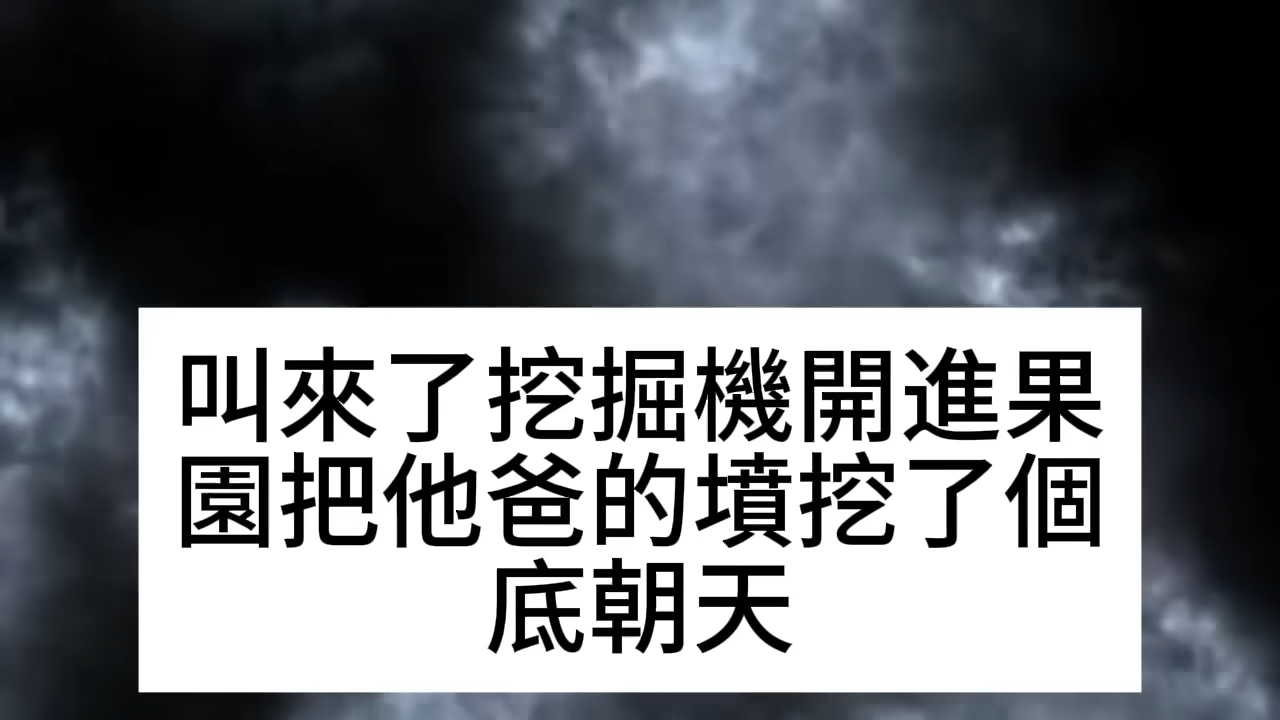 叫來了挖掘機開進果
園把他爸的墳挖了個
底朝天